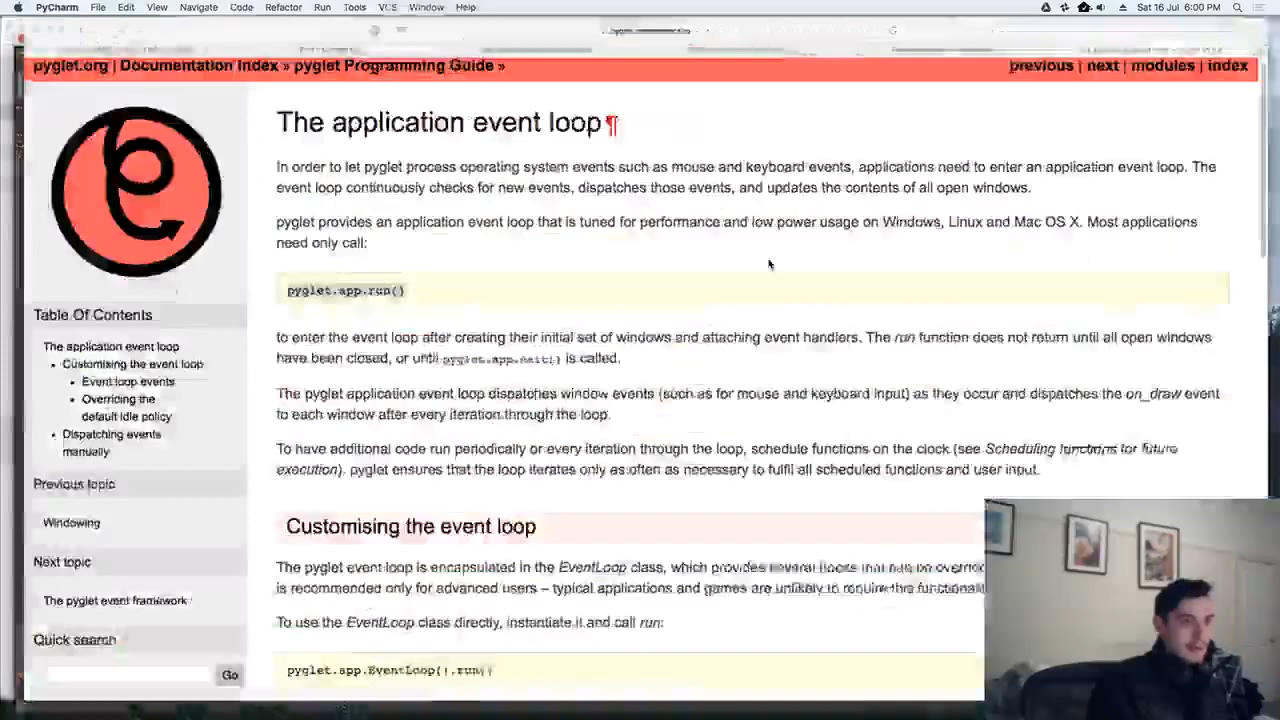 PyCharm File Edit View Navigate Code Refactor Run Tools VCS Window Help Sat 16 Jul 6:00 PM
pyglet.org | Documentation Index » pyglet Programming Guide » previous | next | modules | index
The application event loop¶
In order to let pyglet process operating system events such as mouse and keyboard events, applications need to enter an application event loop. The
event loop continuously checks for new events, dispatches those events, and updates the contents of all open windows.
pyglet provides an application event loop that is tuned for performance and low power usage on Windows, Linux and Mac OS X. Most applications
need only call:
pyglet.app.run()
to enter the event loop after creating their initial set of windows and attaching event handlers. The run function does not return until all open windows
have been closed, or until pyglet.app.exit() is called.
The pyglet application event loop dispatches window events (such as for mouse and keyboard input) as they occur and dispatches the on_draw event
to each window after every iteration through the loop.
To have additional code run periodically or every iteration through the loop, schedule functions on the clock (see Scheduling functions for future
execution). pyglet ensures that the loop iterates only as often as necessary to fulfil all scheduled functions and user input.
Customising the event loop
The pyglet event loop is encapsulated in the EventLoop class, which provides several hooks that can be
is recommended only for advanced users – typical applications and games are unlikely to require the
To use the EventLoop class directly, instantiate it and call run:
pyglet.app.EventLoop().run()
Table Of Contents
The application event loop
Customising the event loop
Event loop events
Overriding the
default idle policy
Dispatching events
manually
Previous topic
Windowing
Next topic
The pyglet event framework
Quick search
Go